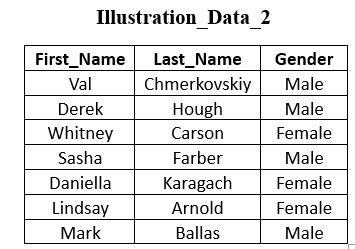 Illustration_Data_2
First_Name Last_Name Gender
Val Chmerkovskiy Male
Derek Hough Male
Whitney Carson Female
Sasha Farber Male
Daniella Karagach Female
Lindsay Arnold Female
Mark Ballas Male